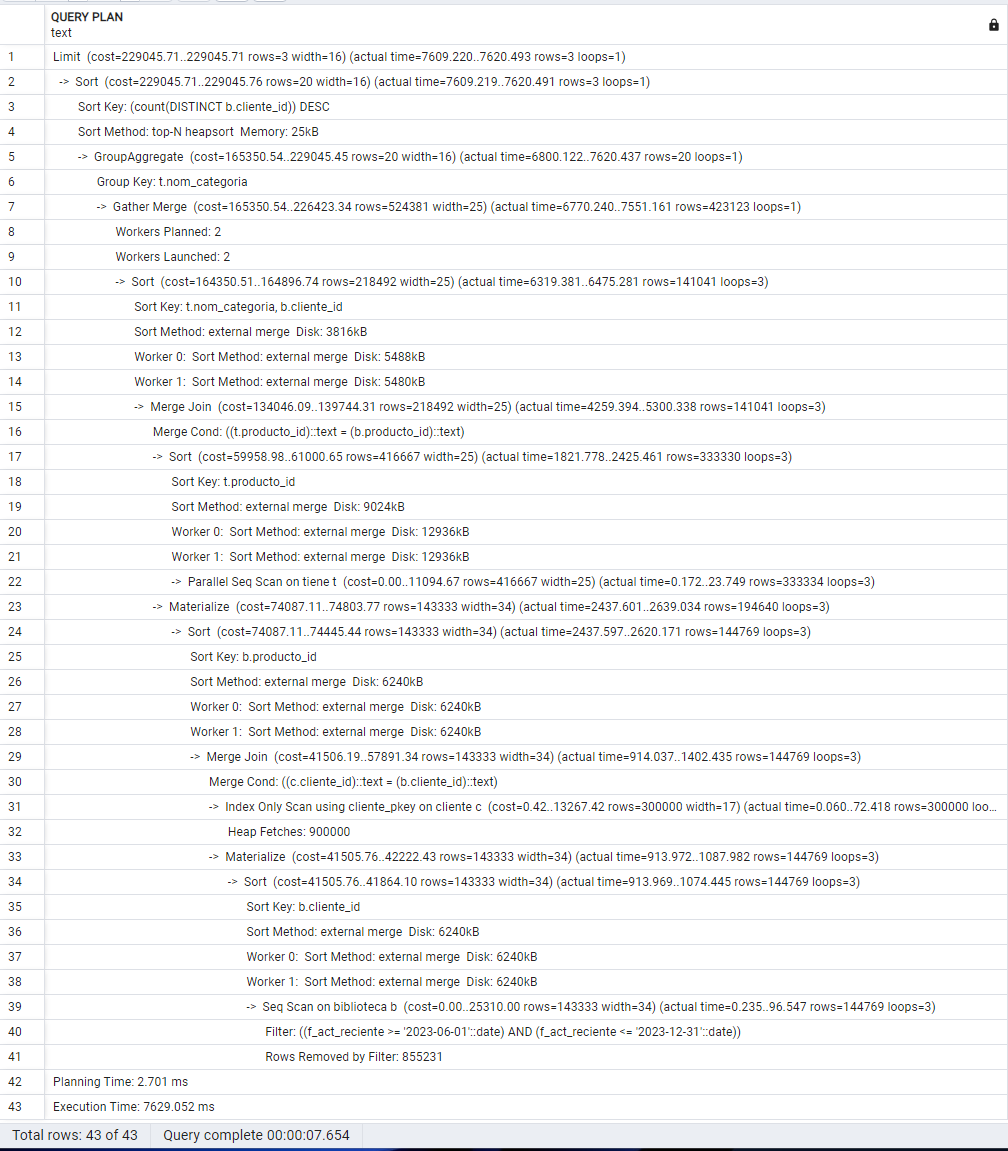 QUERY PLAN
text
1 Limit (cost=229045.71..229045.71 rows=3 width=16) (actual time=7609.220..7620.493 rows=3 loops=1)
2 -> Sort (cost=229045.71..229045.76 rows=20 width=16) (actual time=7609.219..7620.491 rows=3 loops=1)
3 Sort Key: (count(DISTINCT b.cliente_id)) DESC
4 Sort Method: top-N heapsort Memory: 25kB
5 -> GroupAggregate (cost=165350.54..229045.45 rows=20 width=16) (actual time=6800.122..7620.437 rows=20 loops=1)
6 Group Key: t.nom_categoria
7 -> Gather Merge (cost=165350.54..226423.34 rows=524381 width=25) (actual time=6770.240..7551.161 rows=423123 loops=1)
8 Workers Planned: 2
9 Workers Launched: 2
10 -> Sort (cost=164350.51..164896.74 rows=218492 width=25) (actual time=6319.381..6475.281 rows=141041 loops=3)
11 Sort Key: t.nom_categoria, b.cliente_id
12 Sort Method: external merge Disk: 3816kB
13 Worker 0: Sort Method: external merge Disk: 5488kB
14 Worker 1: Sort Method: external merge Disk: 5480kB
15 -> Merge Join (cost=134046.09..139744.31 rows=218492 width=25) (actual time=4259.394..5300.338 rows=141041 loops=3)
16 Merge Cond: ((t.producto_id)::text = (b.producto_id)::text)
17 -> Sort (cost=59958.98..61000.65 rows=416667 width=25) (actual time=1821.778..2425.461 rows=333330 loops=3)
18 Sort Key: t.producto_id
19 Sort Method: external merge Disk: 9024kB
20 Worker 0: Sort Method: external merge Disk: 12936kB
21 Worker 1: Sort Method: external merge Disk: 12936kB
22 -> Parallel Seq Scan on tiene t (cost=0.00..11094.67 rows=416667 width=25) (actual time=0.172..23.749 rows=333334 loops=3)
23 -> Materialize (cost=74087.11..74803.77 rows=143333 width=34) (actual time=2437.601..2639.034 rows=194640 loops=3)
24 -> Sort (cost=74087.11..74445.44 rows=143333 width=34) (actual time=2437.597..2620.171 rows=144769 loops=3)
25 Sort Key: b.producto_id
26 Sort Method: external merge Disk: 6240kB
27 Worker 0: Sort Method: external merge Disk: 6240kB
28 Worker 1: Sort Method: external merge Disk: 6240kB
29 -> Merge Join (cost=41506.19..57891.34 rows=143333 width=34) (actual time=914.037..1402.435 rows=144769 loops=3)
30 Merge Cond: ((c.cliente_id)::text = (b.cliente_id)::text)
31 -> Index Only Scan using cliente_pkey on cliente c (cost=0.42..13267.42 rows=300000 width=17) (actual time=0.060..72.418 rows=300000 loo...
32 Heap Fetches: 900000
33 -> Materialize (cost=41505.76..42222.43 rows=143333 width=34) (actual time=913.972..1087.982 rows=144769 loops=3)
34 -> Sort (cost=41505.76..41864.10 rows=143333 width=34) (actual time=913.969..1074.445 rows=144769 loops=3)
35 Sort Key: b.cliente_id
36 Sort Method: external merge Disk: 6240kB
37 Worker 0: Sort Method: external merge Disk: 6240kB
38 Worker 1: Sort Method: external merge Disk: 6240kB
39 -> Seq Scan on biblioteca b (cost=0.00..25310.00 rows=143333 width=34) (actual time=0.235..96.547 rows=144769 loops=3)
40 Filter: ((f_act_reciente >= '2023-06-01'::date) AND (f_act_reciente <= '2023-12-31'::date))
41 Rows Removed by Filter: 855231
42 Planning Time: 2.701 ms
43 Execution Time: 7629.052 ms
Total rows: 43 of 43 Query complete 00:00:07.654